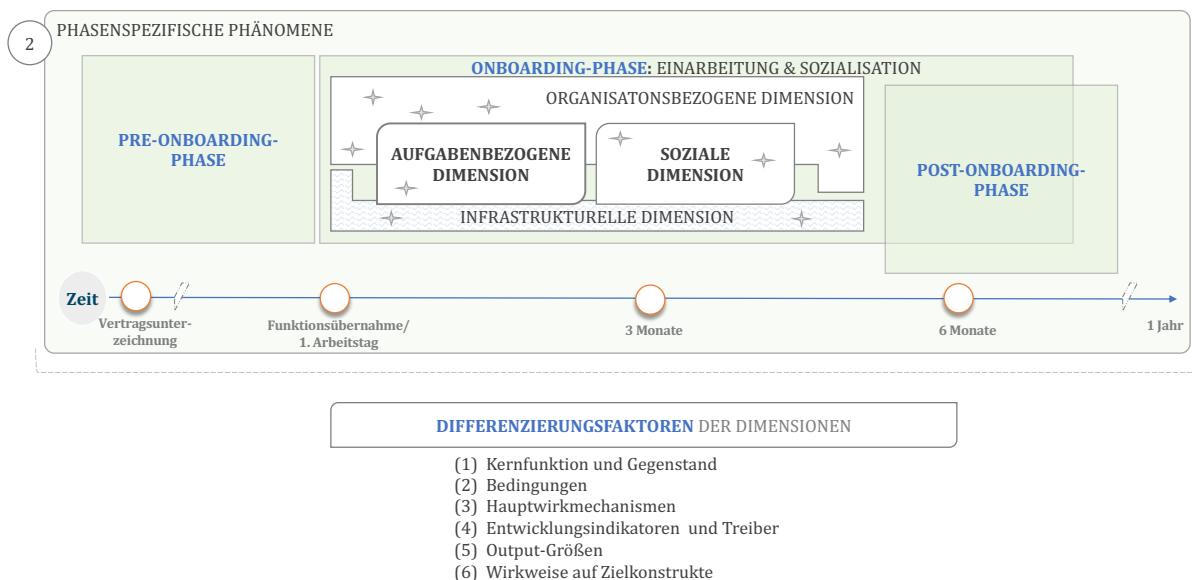 2
PHASENSPEZIFISCHE PHÄNOMENE
ONBOARDING-PHASE: EINARBEITUNG & SOZIALISATION
ORGANISATONSBEZOGENE DIMENSION
PRE-ONBOARDING-
PHASE
AUFGABENBEZOGENE
DIMENSION
SOZIALE
DIMENSION
POST-ONBOARDING-
PHASE
INFRASTRUKTURELLE DIMENSION
Zeit
Vertragsunter-
zeichnung
Funktionsübernahme/
1. Arbeitstag
3 Monate
6 Monate
1 Jahr
DIFFERENZIERUNGSFAKTOREN DER DIMENSIONEN
(1) Kernfunktion und Gegenstand
(2) Bedingungen
(3) Hauptwirkmechanismen
(4) Entwicklungsindikatoren und Treiber
(5) Output-Größen
(6) Wirkweise auf Zielkonstrukte